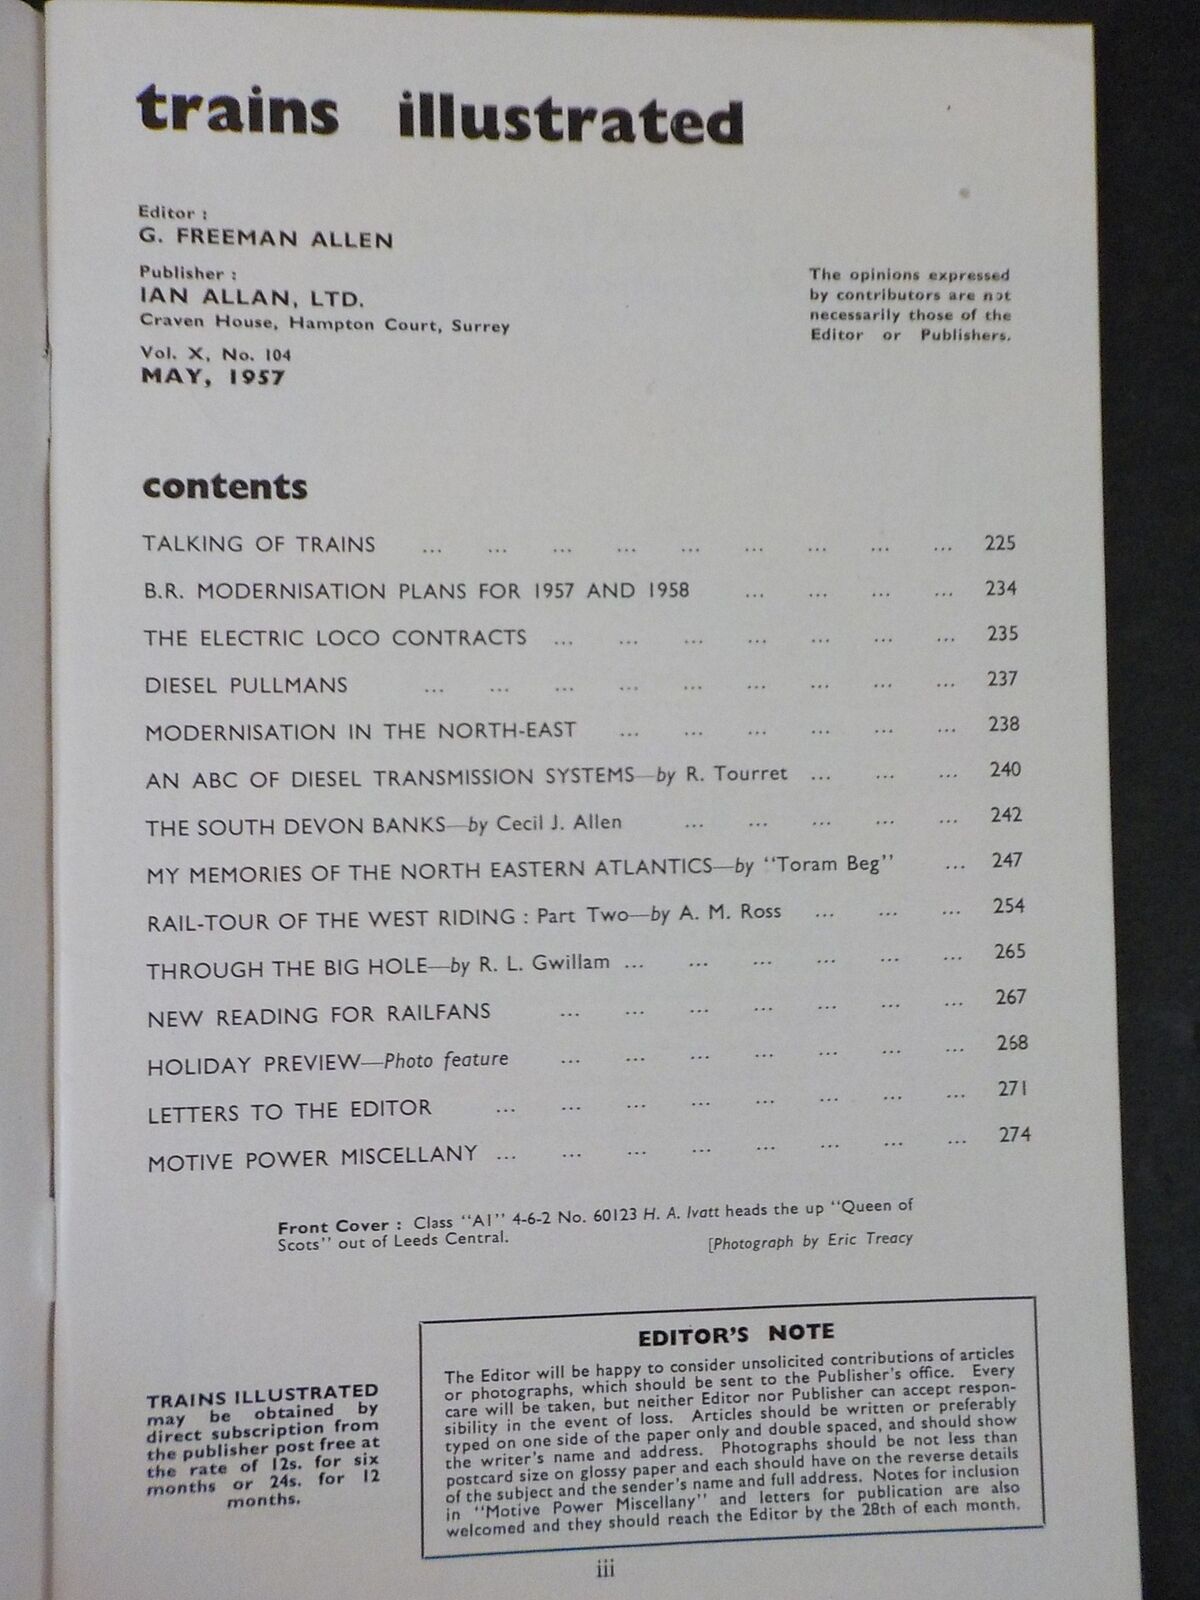 trains illustrated
Editor :
G. FREEMAN ALLEN
Publisher :
IAN ALLAN, LTD.
Craven House, Hampton Court, Surrey
Vol. X, No. 104
MAY, 1957
The opinions expressed
by contributors are not
necessarily those of the
Editor or Publishers.
contents
TALKING OF TRAINS ... ... ... ... ... ... ... ... ... 225
B.R. MODERNISATION PLANS FOR 1957 AND 1958 ... ... ... ... 234
THE ELECTRIC LOCO CONTRACTS ... ... ... ... ... ... ... 235
DIESEL PULLMANS ... ... ... ... ... ... ... ... ... 237
MODERNISATION IN THE NORTH-EAST ... ... ... ... ... ... 238
AN ABC OF DIESEL TRANSMISSION SYSTEMS—by R. Tourret ... ... ... 240
THE SOUTH DEVON BANKS—by Cecil J. Allen ... ... ... ... ... 242
MY MEMORIES OF THE NORTH EASTERN ATLANTICS—by "Toram Beg" ... 247
RAIL-TOUR OF THE WEST RIDING : Part Two—by A. M. Ross ... ... ... 254
THROUGH THE BIG HOLE—by R. L. Gwillam ... ... ... ... ... ... 265
NEW READING FOR RAILFANS ... ... ... ... ... ... ... 267
HOLIDAY PREVIEW—Photo feature ... ... ... ... ... ... ... 268
LETTERS TO THE EDITOR ... ... ... ... ... ... ... ... 271
MOTIVE POWER MISCELLANY ... ... ... ... ... ... ... ... 274
Front Cover : Class "A1" 4-6-2 No. 60123 H. A. Ivatt heads the up "Queen of
Scots" out of Leeds Central. [Photograph by Eric Treacy
TRAINS ILLUSTRATED
may be obtained by
direct subscription from
the publisher post free at
the rate of 12s. for six
months or 24s. for 12
months.
EDITOR'S NOTE
The Editor will be happy to consider unsolicited contributions of articles
or photographs, which should be sent to the Publisher's office. Every
care will be taken, but neither Editor nor Publisher can accept respon-
sibility in the event of loss. Articles should be written or preferably
typed on one side of the paper only and double spaced, and should show
the writer's name and address. Photographs should be not less than
postcard size on glossy paper and each should have on the reverse details
of the subject and the sender's name and full address. Notes for inclusion
in "Motive Power Miscellany" and letters for publication are also
welcomed and they should reach the Editor by the 28th of each month.
iii